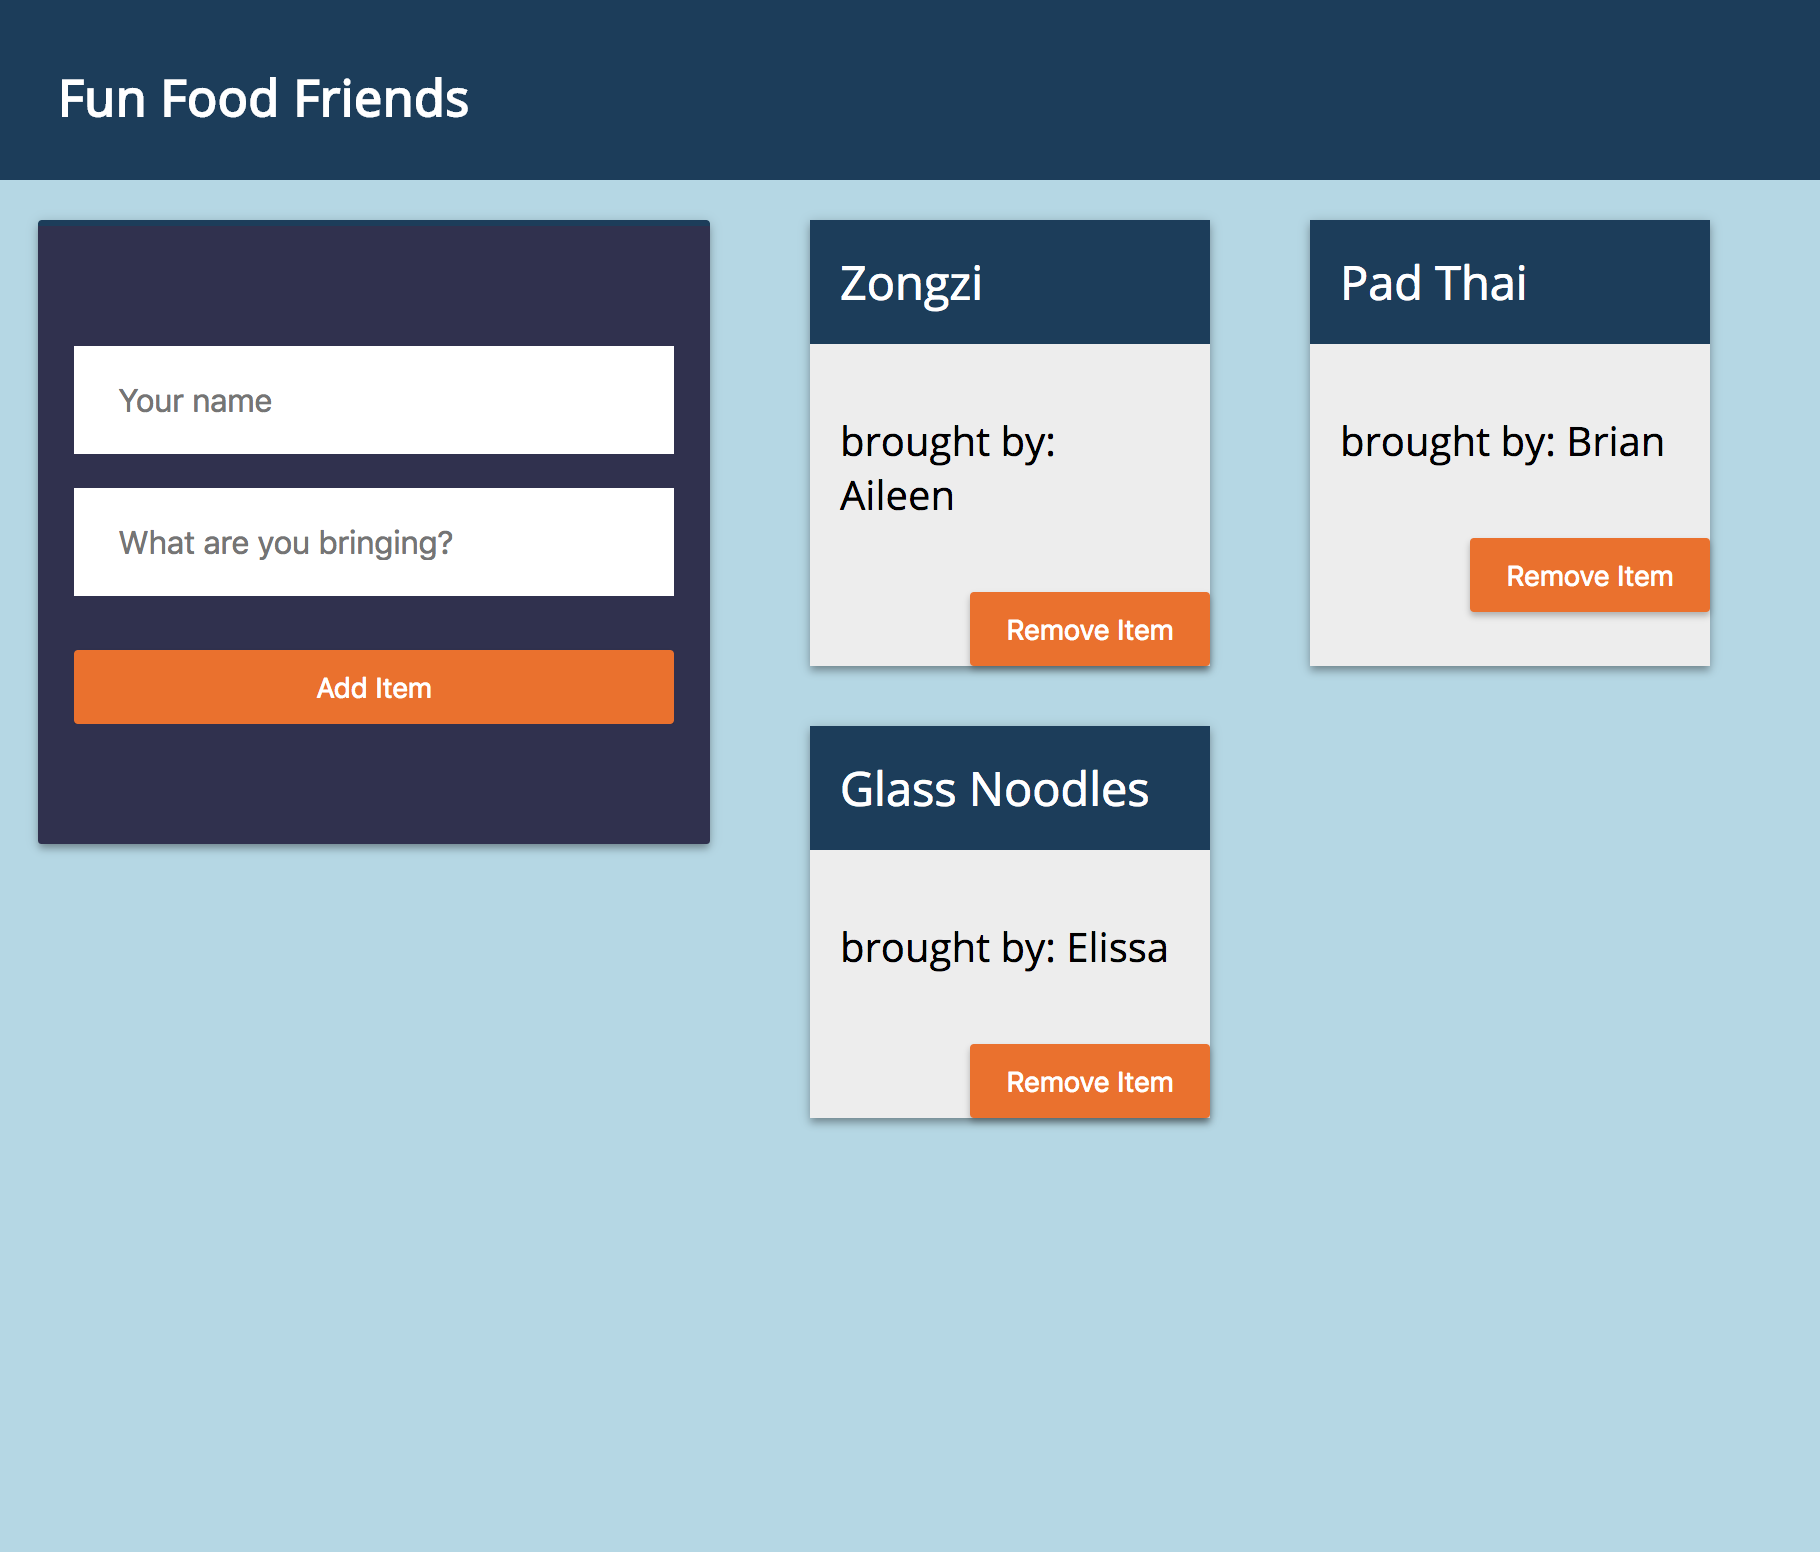 Fun Food Friends
Your name
What are you bringing?
Add Item
Zongzi
brought by:
Aileen
Remove Item
Pad Thai
brought by: Brian
Remove Item
Glass Noodles
brought by: Elissa
Remove Item